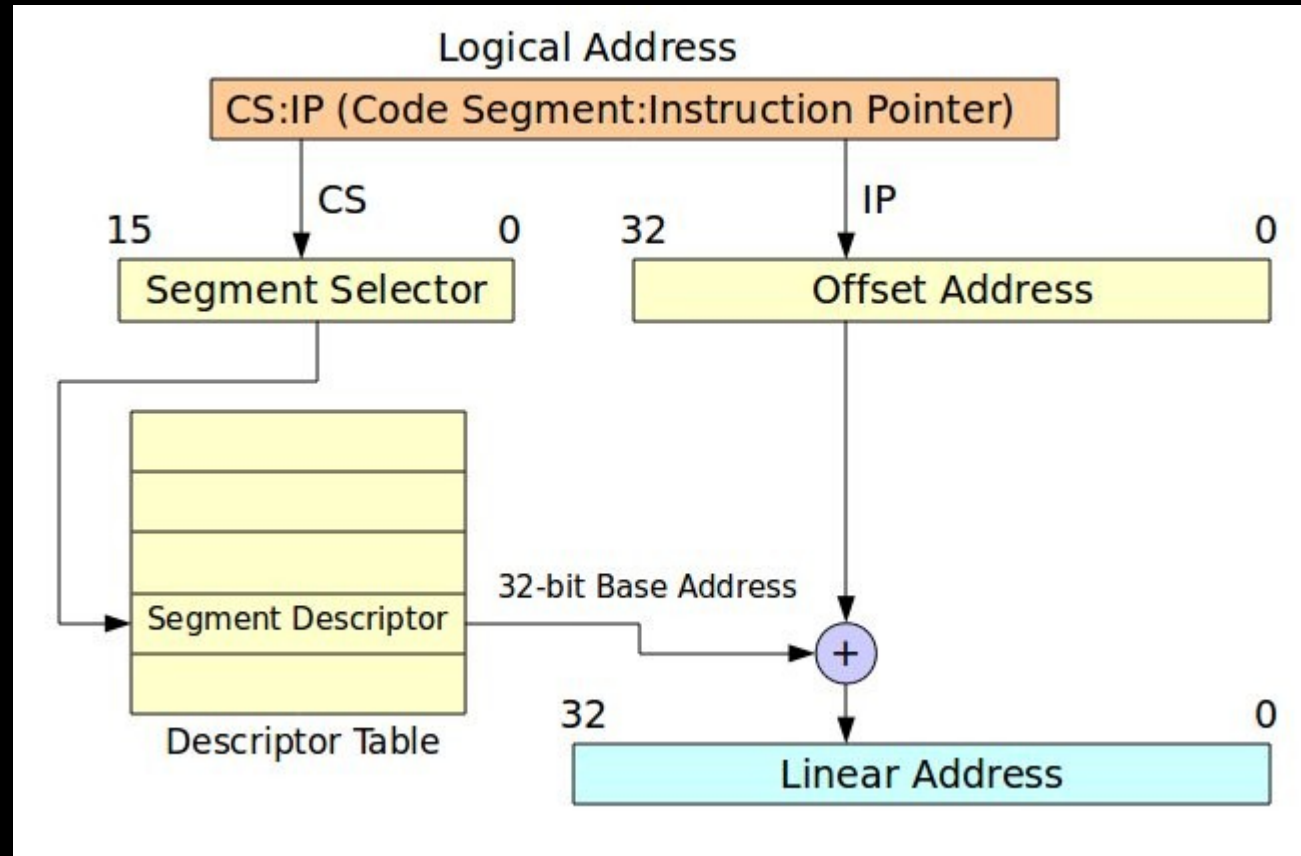 Logical Address
CS:IP (Code Segment:Instruction Pointer)
CS
IP
15
0
32
0
Segment Selector
Offset Address
32-bit Base Address
Segment Descriptor
+
32
0
Descriptor Table
Linear Address